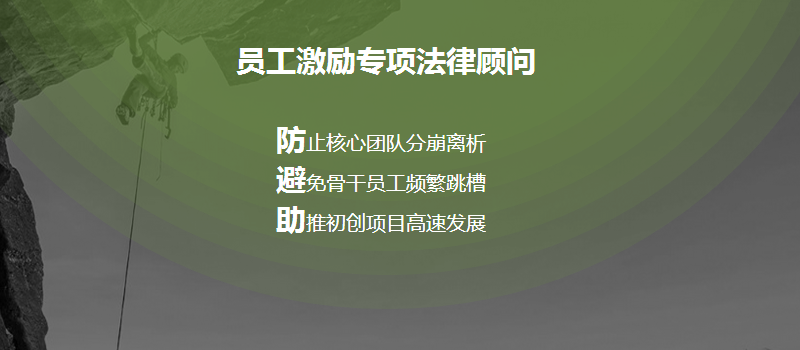 员工激励专项法律顾问
防止核心团队分崩离析
避免骨干员工频繁跳槽
助推初创项目高速发展